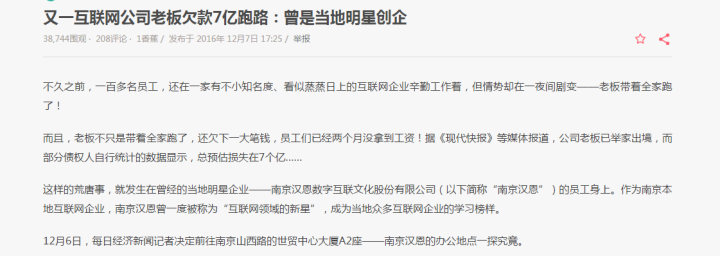 又一互联网公司老板欠款7亿跑路：曾是当地明星创企
38,744围观 · 208评论 · 1香蕉 / 发布于 2016年 12月7日 17:25 / 举报
不久之前，一百多名员工，还在一家有不小知名度、看似蒸蒸日上的互联网企业辛勤工作着，但情势却在一夜间剧变——老板带着全家跑
了！
而且，老板不只是带着全家跑了，还欠下一大笔钱，员工们已经两个月没拿到工资！据《现代快报》等媒体报道，公司老板已举家出境，而
部分债权人自行统计的数据显示，总预估损失在7个亿……
这样的荒唐事，就发生在曾经的当地明星企业——南京汉恩数字互联文化股份有限公司（以下简称“南京汉恩”）的员工身上。作为南京本
地互联网企业，南京汉恩曾一度被称为“互联网领域的新星”，成为当地众多互联网企业的学习榜样。
12月6日，每日经济新闻记者决定前往南京山西路的世贸中心大厦A2座——南京汉恩的办公地点一探究竟。